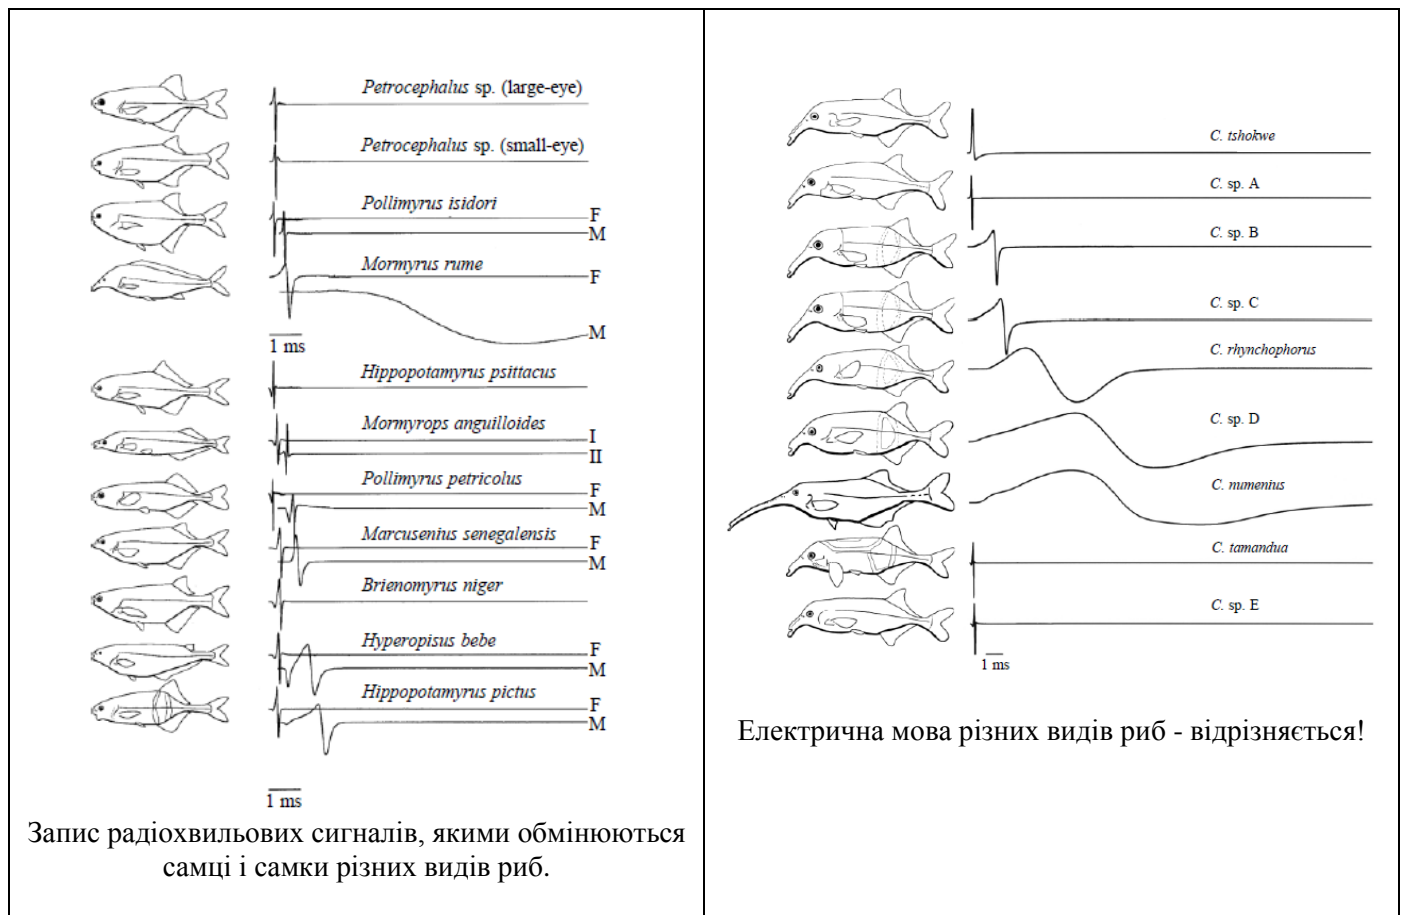 Petrocephalus sp. (large-eye)
Petrocephalus sp. (small-eye)
Pollimyrus isidori
F
M
Mormyrus rume
F
M
1 ms
Hippopotamyrus psittacus
Mormyrops anguilloides
I
II
Pollimyrus petricolus
F
M
Marcusenius senegalensis
F
M
Brienomyrus niger
Hyperopisus bebe
F
M
Hippopotamyrus pictus
F
M
1 ms
Запис радіохвильових сигналів, якими обмінюються
самці і самки різних видів риб.
C. tshokwe
C. sp. A
C. sp. B
C. sp. C
C. rhynchophorus
C. sp. D
C. numenius
C. tamandua
C. sp. E
1 ms
Електрична мова різних видів риб - відрізняється!